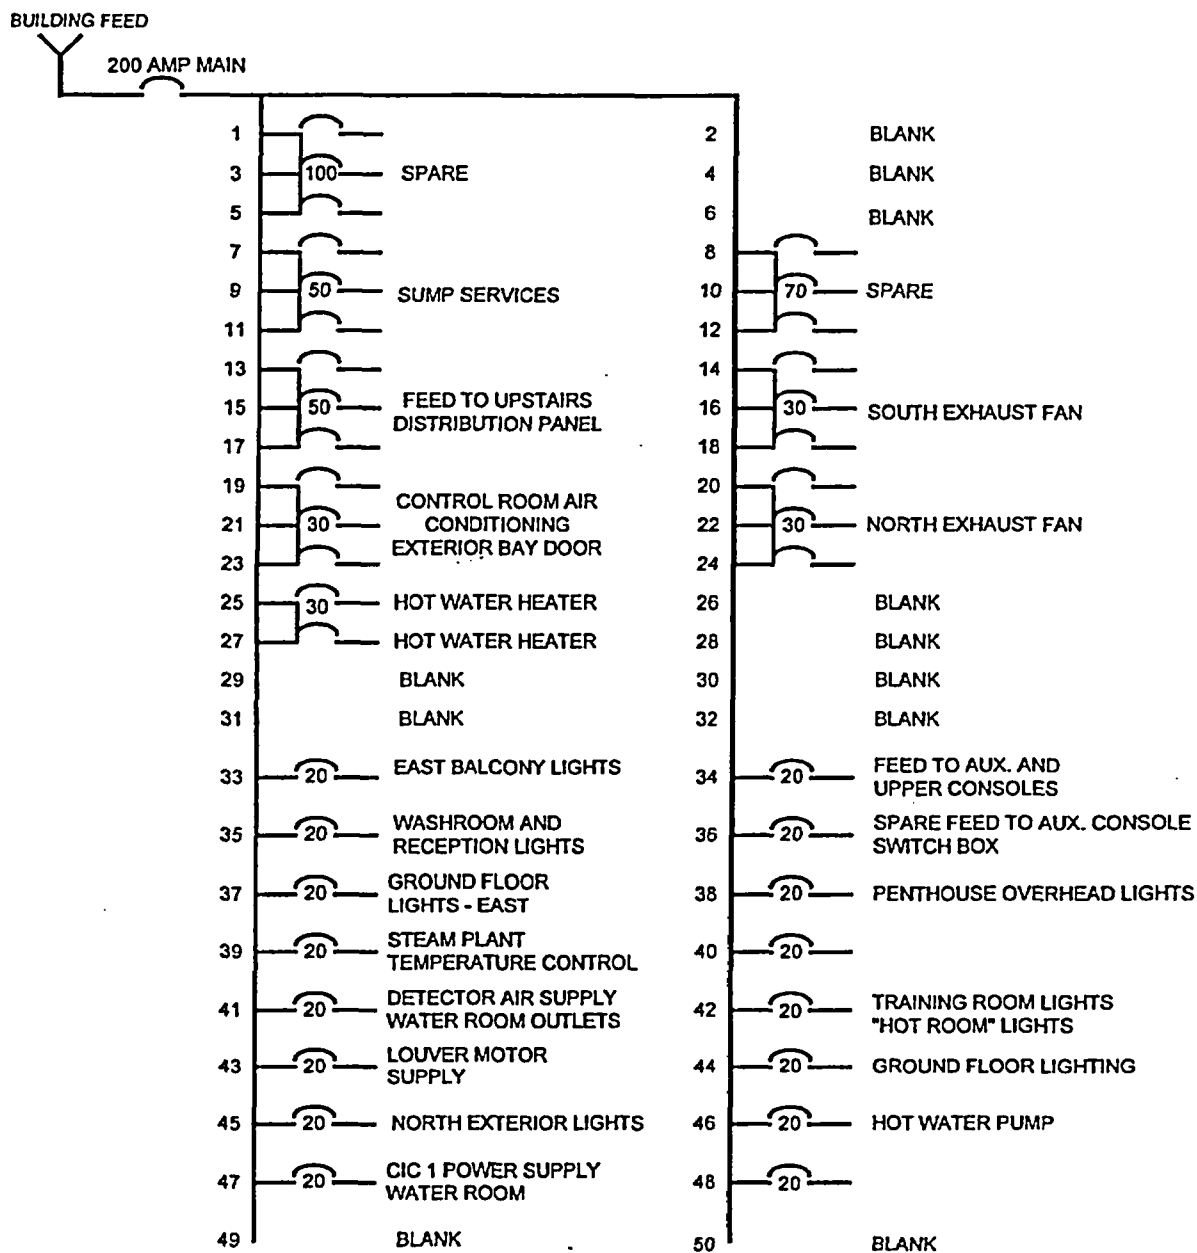 BUILDING FEED
200 AMP MAIN
1
3 100 SPARE
5
7
9 50 SUMP SERVICES
11
13
15 50 FEED TO UPSTAIRS
DISTRIBUTION PANEL
17
19
21 30 CONTROL ROOM AIR
CONDITIONING
EXTERIOR BAY DOOR
23
25 30 HOT WATER HEATER
27 HOT WATER HEATER
29 BLANK
31 BLANK
33 20 EAST BALCONY LIGHTS
35 20 WASHROOM AND
RECEPTION LIGHTS
37 20 GROUND FLOOR
LIGHTS - EAST
39 20 STEAM PLANT
TEMPERATURE CONTROL
41 20 DETECTOR AIR SUPPLY
WATER ROOM OUTLETS
43 20 LOUVER MOTOR
SUPPLY
45 20 NORTH EXTERIOR LIGHTS
47 20 CIC 1 POWER SUPPLY
WATER ROOM
49 BLANK
2 BLANK
4 BLANK
6 BLANK
8
10 70 SPARE
12
14
16 30 SOUTH EXHAUST FAN
18
20
22 30 NORTH EXHAUST FAN
24
26 BLANK
28 BLANK
30 BLANK
32 BLANK
34 20 FEED TO AUX. AND
UPPER CONSOLES
36 20 SPARE FEED TO AUX. CONSOLE
SWITCH BOX
38 20 PENTHOUSE OVERHEAD LIGHTS
40 20
42 20 TRAINING ROOM LIGHTS
"HOT ROOM" LIGHTS
44 20 GROUND FLOOR LIGHTING
46 20 HOT WATER PUMP
48 20
50 BLANK